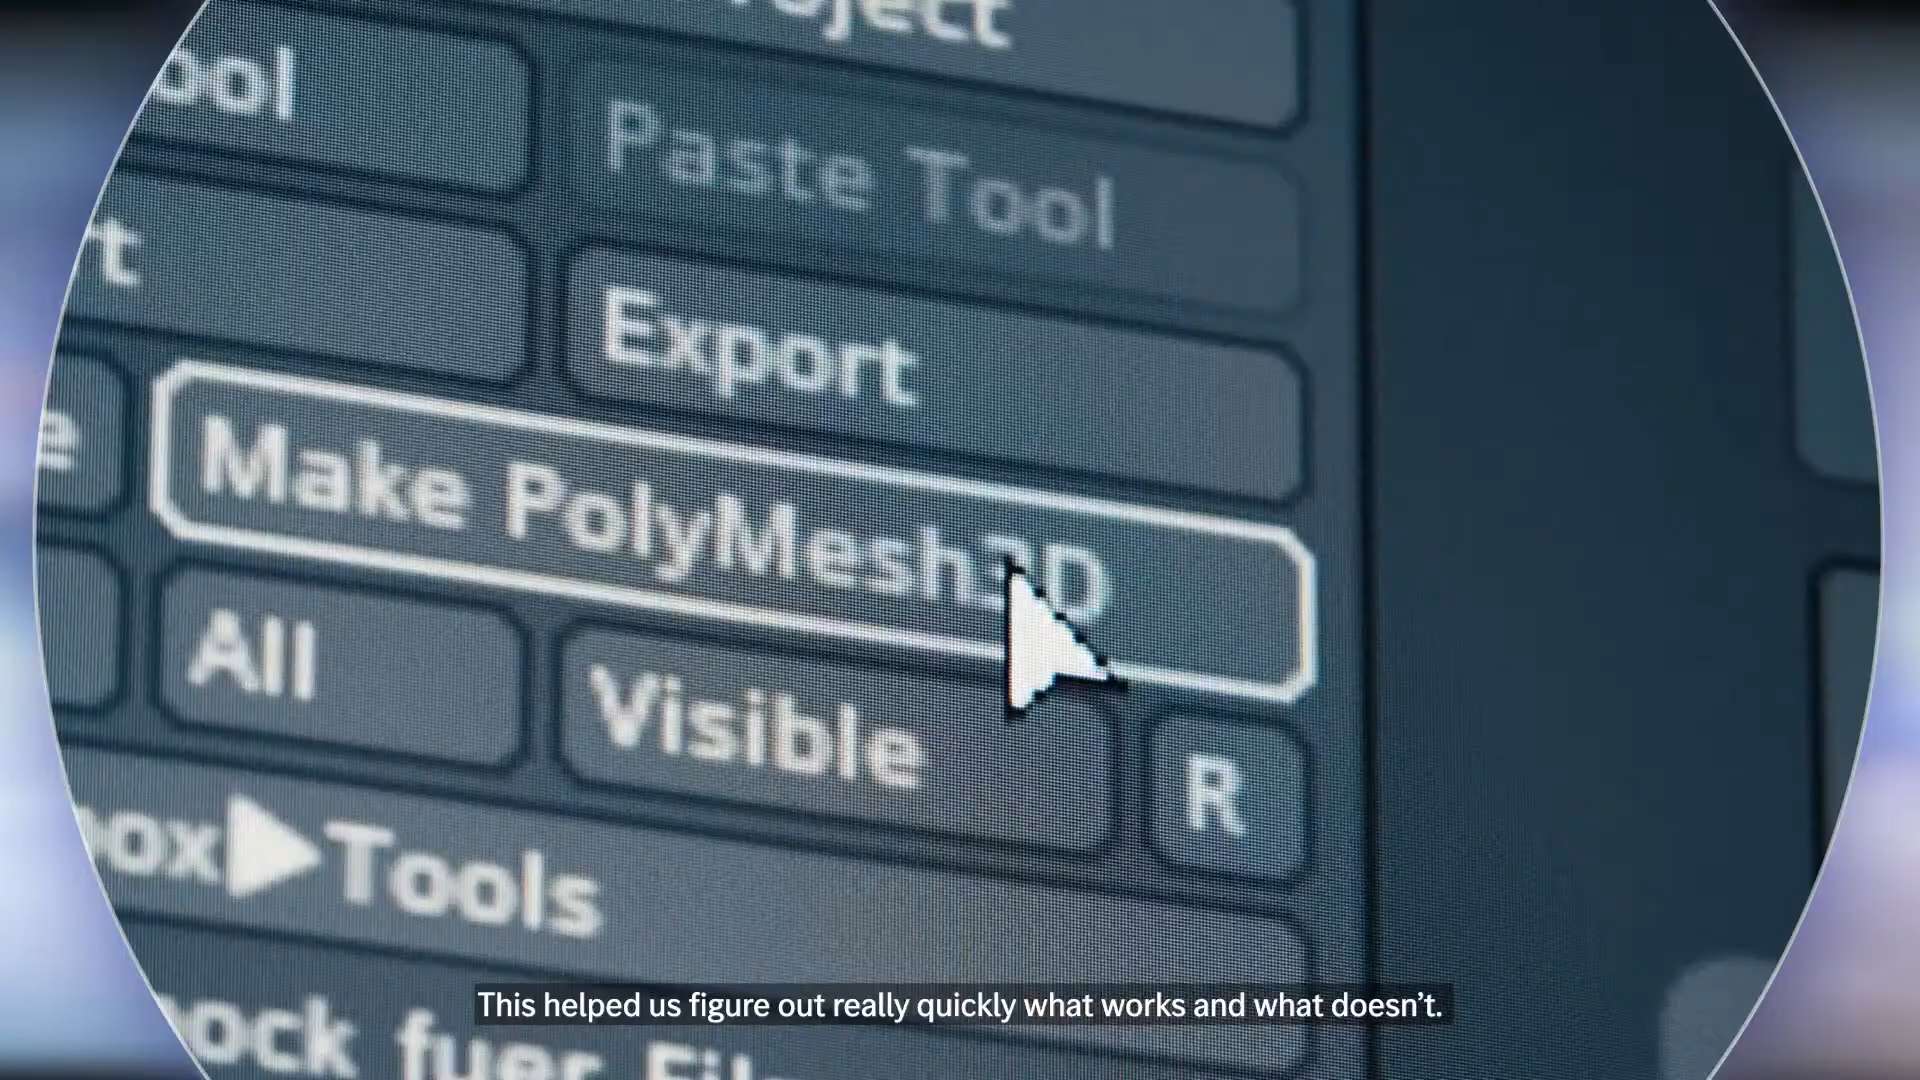 Paste Tool
Export
Make PolyMesh3D
All
Visible
R
Tools
This helped us figure out really quickly what works and what doesn't.